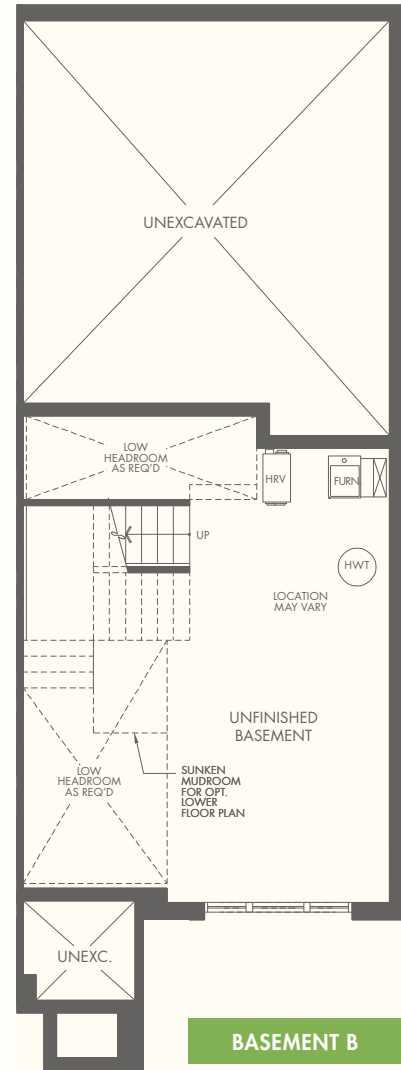 UNEXCAVATED
LOW
HEADROOM
AS REQ'D
HRV
FURN.
UP
HWT
LOCATION
MAY VARY
UNFINISHED
BASEMENT
LOW
HEADROOM
AS REQ'D
SUNKEN
MUDROOM
FOR OPT.
LOWER
FLOOR PLAN
UNEXC.
BASEMENT B